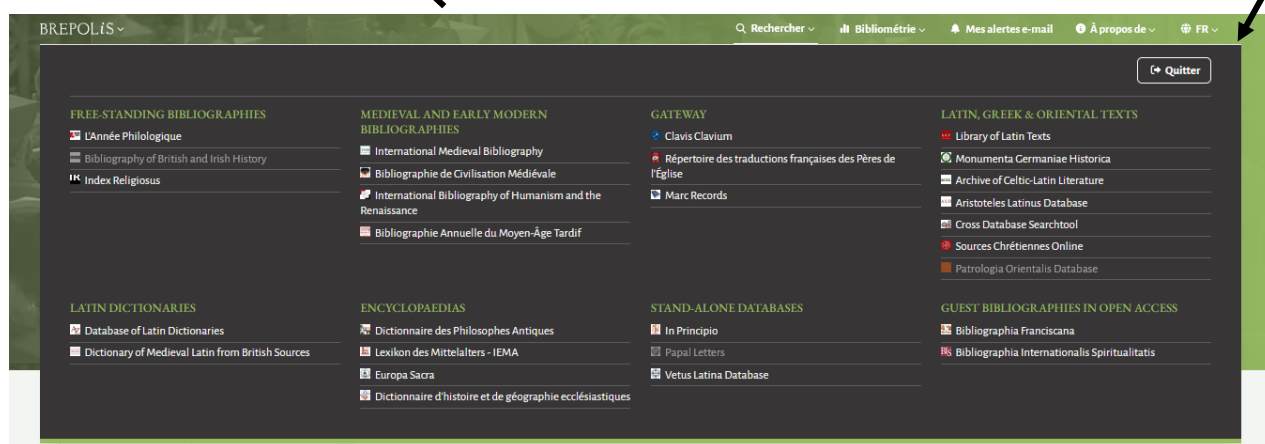 BREPOLiS
Rechercher
Bibliométrie
Mes alertes e-mail
À propos de
FR
Quitter
FREE-STANDING BIBLIOGRAPHIES
L'Année Philologique
Bibliography of British and Irish History
Index Religiosus
MEDIEVAL AND EARLY MODERN
BIBLIOGRAPHIES
International Medieval Bibliography
Bibliographie de Civilisation Médiévale
International Bibliography of Humanism and the
Renaissance
Bibliographie Annuelle du Moyen-Âge Tardif
GATEWAY
Clavis Clavium
Répertoire des traductions françaises des Pères de
l'Église
Marc Records
LATIN, GREEK & ORIENTAL TEXTS
Library of Latin Texts
Monumenta Germaniae Historica
Archive of Celtic-Latin Literature
Aristoteles Latinus Database
Cross Database Searchtool
Sources Chrétiennes Online
Patrologia Orientalis Database
LATIN DICTIONARIES
Database of Latin Dictionaries
Dictionary of Medieval Latin from British Sources
ENCYCLOPAEDIAS
Dictionnaire des Philosophes Antiques
Lexikon des Mittelalters - IEMA
Europa Sacra
Dictionnaire d'histoire et de géographie ecclésiastiques
STAND-ALONE DATABASES
In Principio
Papal Letters
Vetus Latina Database
GUEST BIBLIOGRAPHIES IN OPEN ACCESS
Bibliographia Franciscana
Bibliographia Internationalis Spiritualitatis